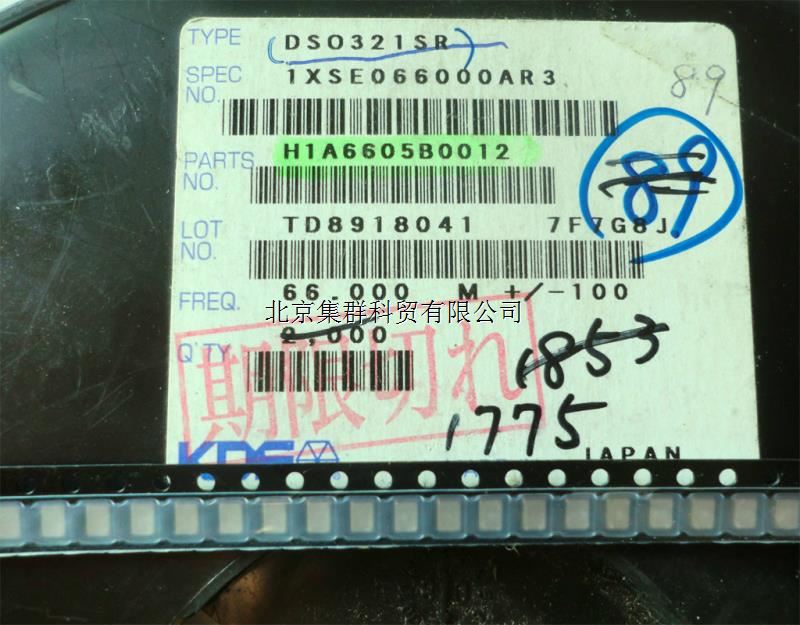 TYPE DSO321SR
SPEC NO. 1XSE066000AR3
89
PARTS NO. H1A6605B0012
89
LOT NO. TD8918041 7F7G8J
FREQ. 66.000 M +/-100
北京集群科贸有限公司
Q'TY 2,000
1853
期限切れ
1775
KDS
JAPAN